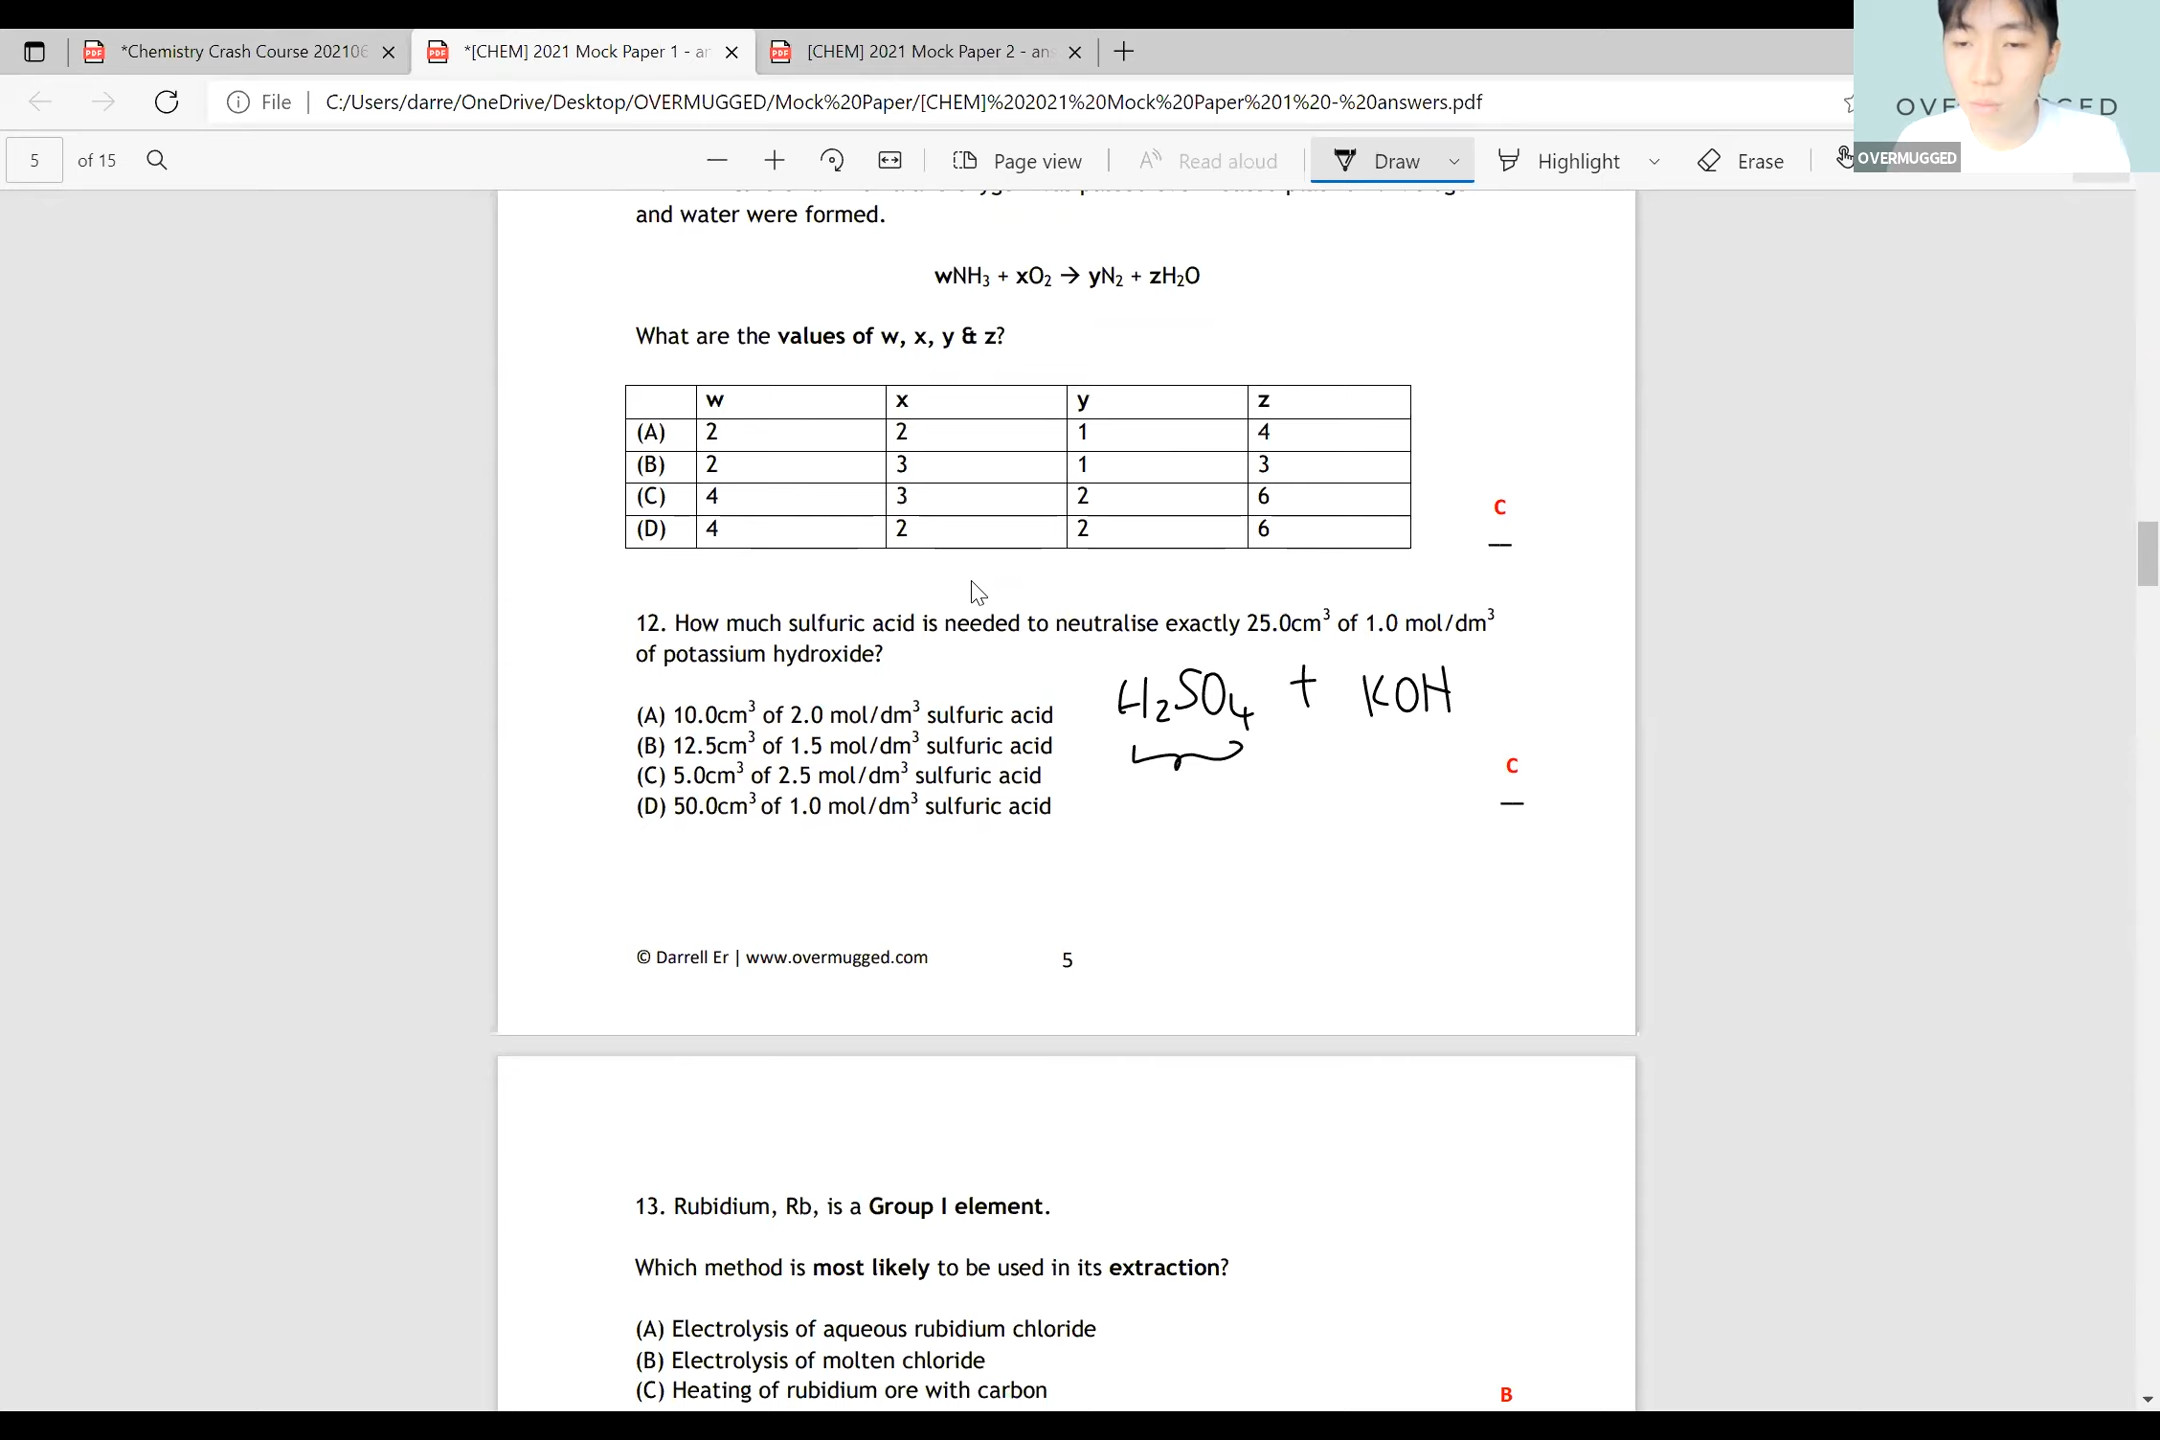 *Chemistry Crash Course 202106
*[CHEM] 2021 Mock Paper 1 - an
[CHEM] 2021 Mock Paper 2 - ans
File
C:/Users/darre/OneDrive/Desktop/OVERMUGGED/Mock%20Paper/[CHEM]%202021%20Mock%20Paper%201%20-%20answers.pdf
OVERMUGGED
5 of 15
Page view
Read aloud
Draw
Highlight
Erase
and water were formed.
wNH₃ + xO₂ → yN₂ + zH₂O
What are the values of w, x, y & z?
w x y z
(A) 2 2 1 4
(B) 2 3 1 3
(C) 4 3 2 6
(D) 4 2 2 6
C
12. How much sulfuric acid is needed to neutralise exactly 25.0cm³ of 1.0 mol/dm³
of potassium hydroxide?
H₂SO₄ + KOH
(A) 10.0cm³ of 2.0 mol/dm³ sulfuric acid
(B) 12.5cm³ of 1.5 mol/dm³ sulfuric acid
(C) 5.0cm³ of 2.5 mol/dm³ sulfuric acid
(D) 50.0cm³ of 1.0 mol/dm³ sulfuric acid
C
© Darrell Er | www.overmugged.com
5
13. Rubidium, Rb, is a Group I element.
Which method is most likely to be used in its extraction?
(A) Electrolysis of aqueous rubidium chloride
(B) Electrolysis of molten chloride
(C) Heating of rubidium ore with carbon
B